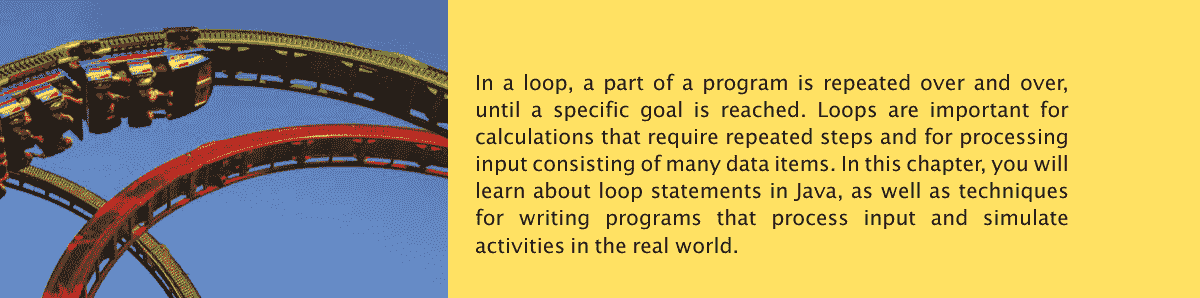 In a loop, a part of a program is repeated over and over,
until a specific goal is reached. Loops are important for
calculations that require repeated steps and for processing
input consisting of many data items. In this chapter, you will
learn about loop statements in Java, as well as techniques
for writing programs that process input and simulate
activities in the real world.